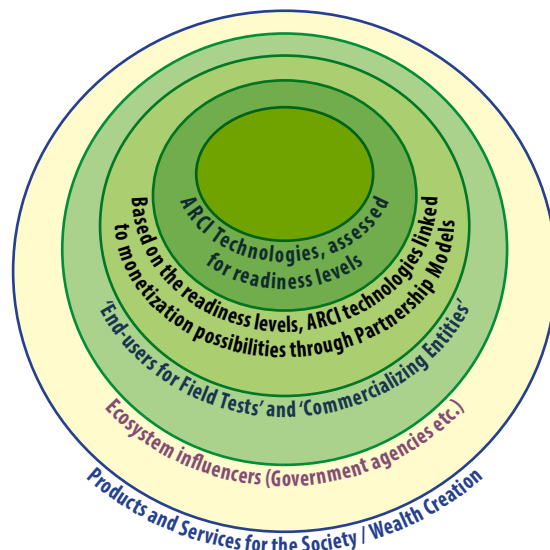 ARCI Technologies, assessed
for readiness levels
Based on the readiness levels, ARCI technologies linked
to monetization possibilities through Partnership Models
'End-users for Field Tests' and 'Commercializing Entities'
Ecosystem influencers (Government agencies etc.)
Products and Services for the Society / Wealth Creation